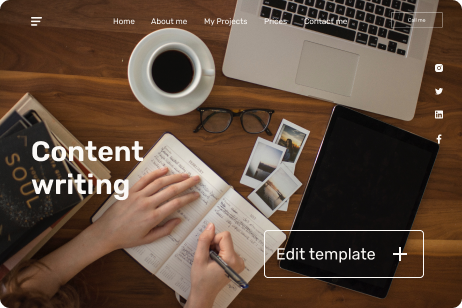 Home About me My Projects Prices Contact me Call me
SOUL
Content
writing
Edit template